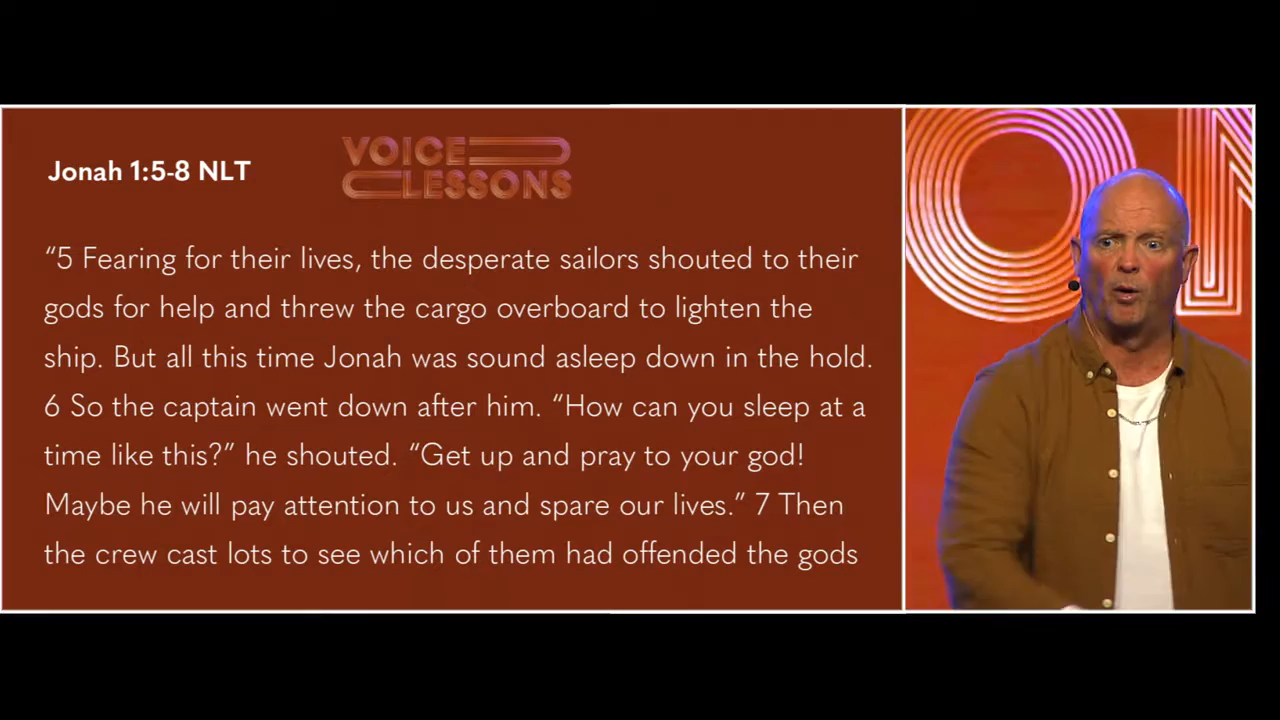 Jonah 1:5-8 NLT
VOICE
LESSONS
“5 Fearing for their lives, the desperate sailors shouted to their
gods for help and threw the cargo overboard to lighten the
ship. But all this time Jonah was sound asleep down in the hold.
6 So the captain went down after him. “How can you sleep at a
time like this?” he shouted. “Get up and pray to your god!
Maybe he will pay attention to us and spare our lives.” 7 Then
the crew cast lots to see which of them had offended the gods
ON